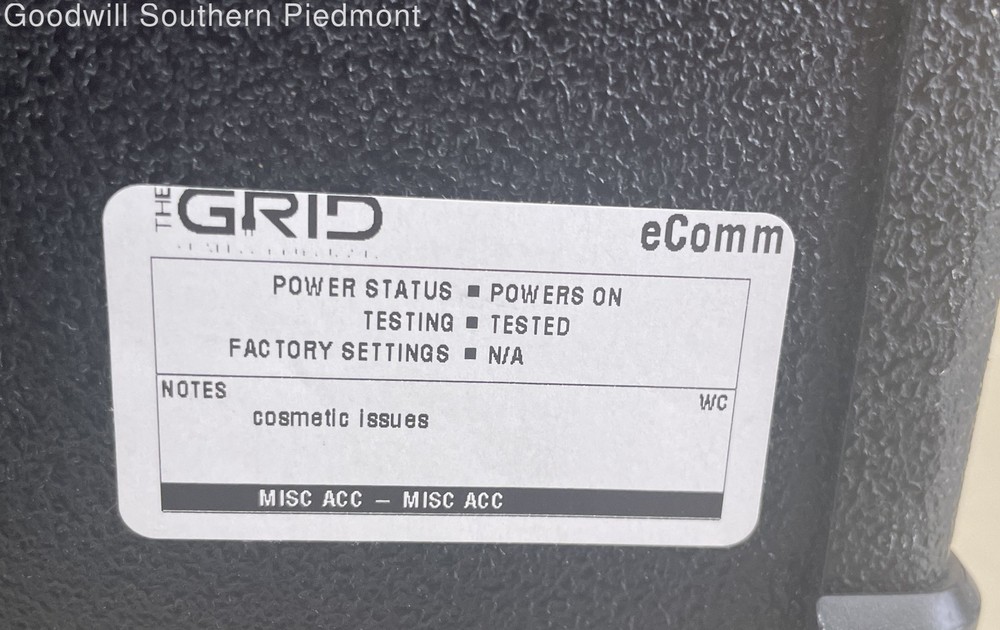 Goodwill Southern Piedmont
THE GRID
eComm
POWER STATUS ■ POWERS ON
TESTING ■ TESTED
FACTORY SETTINGS ■ N/A
NOTES
WC
cosmetic issues
MISC ACC – MISC ACC